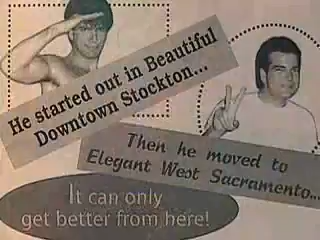 He started out in Beautiful
Downtown Stockton...
Then he moved to
Elegant West Sacramento...
It can only
get better from here!